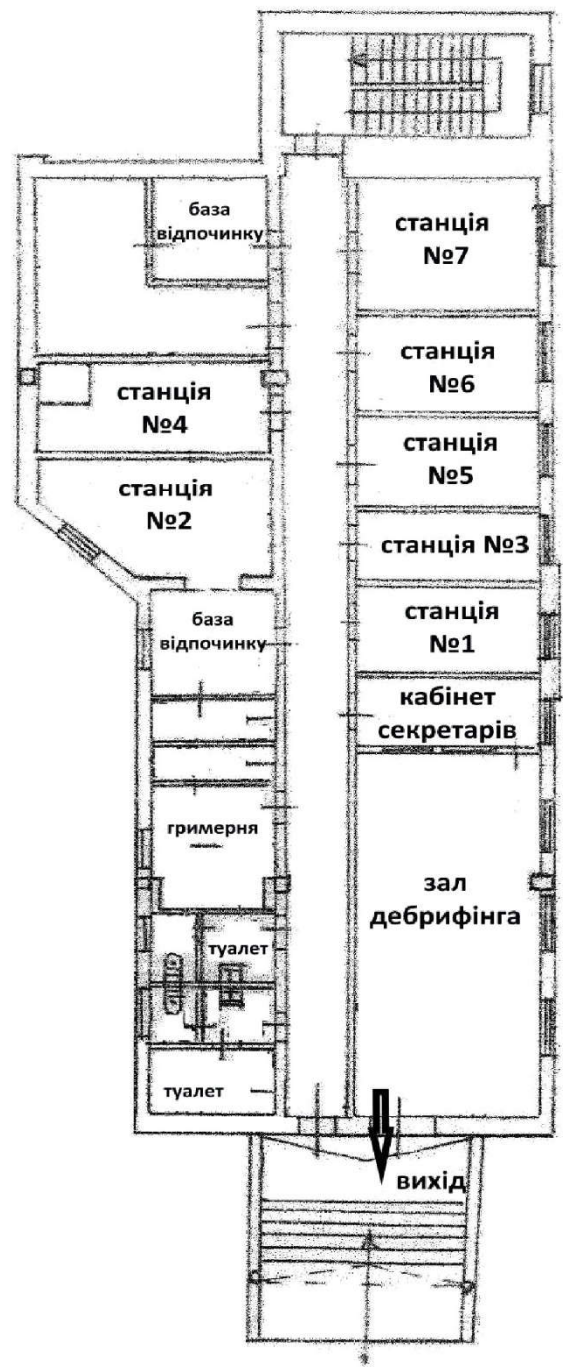 база
відпочинку
станція
№7
станція
№6
станція
№4
станція
№5
станція
№2
станція №3
станція
№1
база
відпочинку
кабінет
секретарів
гримерня
зал
дебрифінга
туалет
туалет
вихід